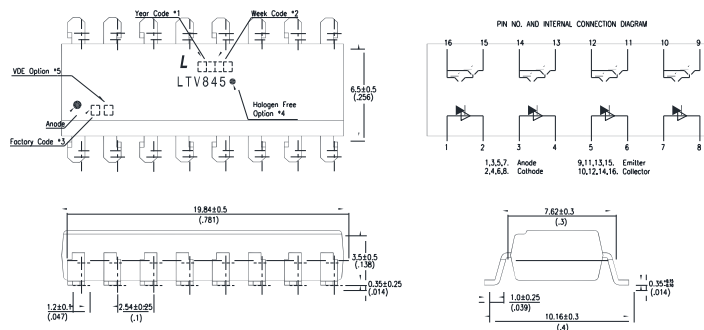 Year Code *1
Week Code *2
VDE Option *5
L
LTV845
Anode
Factory Code *3
Halogen Free
Option *4
6.5±0.5
(.256)
PIN NO. AND INTERNAL CONNECTION DIAGRAM
16 15 14 13 12 11 10 9
1 2 3 4 5 6 7 8
1,3,5,7. Anode 9,11,13,15. Emitter
2,4,6,8. Cathode 10,12,14,16. Collector
19.84±0.5
(.781)
3.5±0.5
(.138)
0.35±0.25
(.014)
1.2±0.1
(.047)
2.54±0.25
(.1)
7.62±0.3
(.3)
0.35
(.014)
1.0±0.25
(.039)
10.16±0.3
(.4)